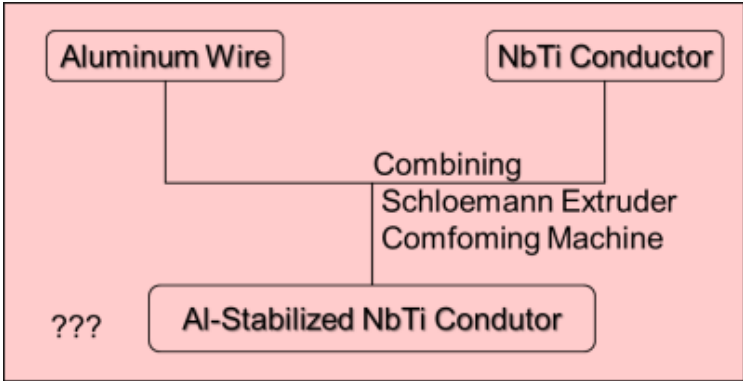 Aluminum Wire
NbTi Conductor
Combining
Schloemann Extruder
Comfoming Machine
???
Al-Stabilized NbTi Condutor